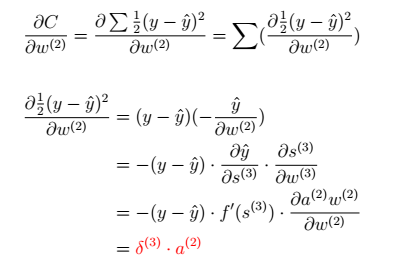 ∂C/∂w⁽²⁾ = ∂ ∑ ½(y − ŷ)²/∂w⁽²⁾ = ∑(∂½(y − ŷ)²/∂w⁽²⁾)
∂½(y − ŷ)²/∂w⁽²⁾ = (y − ŷ)(−ŷ/∂w⁽²⁾)
= −(y − ŷ) · ∂ŷ/∂s⁽³⁾ · ∂s⁽³⁾/∂w⁽³⁾
= −(y − ŷ) · f′(s⁽³⁾) · ∂a⁽²⁾w⁽²⁾/∂w⁽²⁾
= δ⁽³⁾ · a⁽²⁾